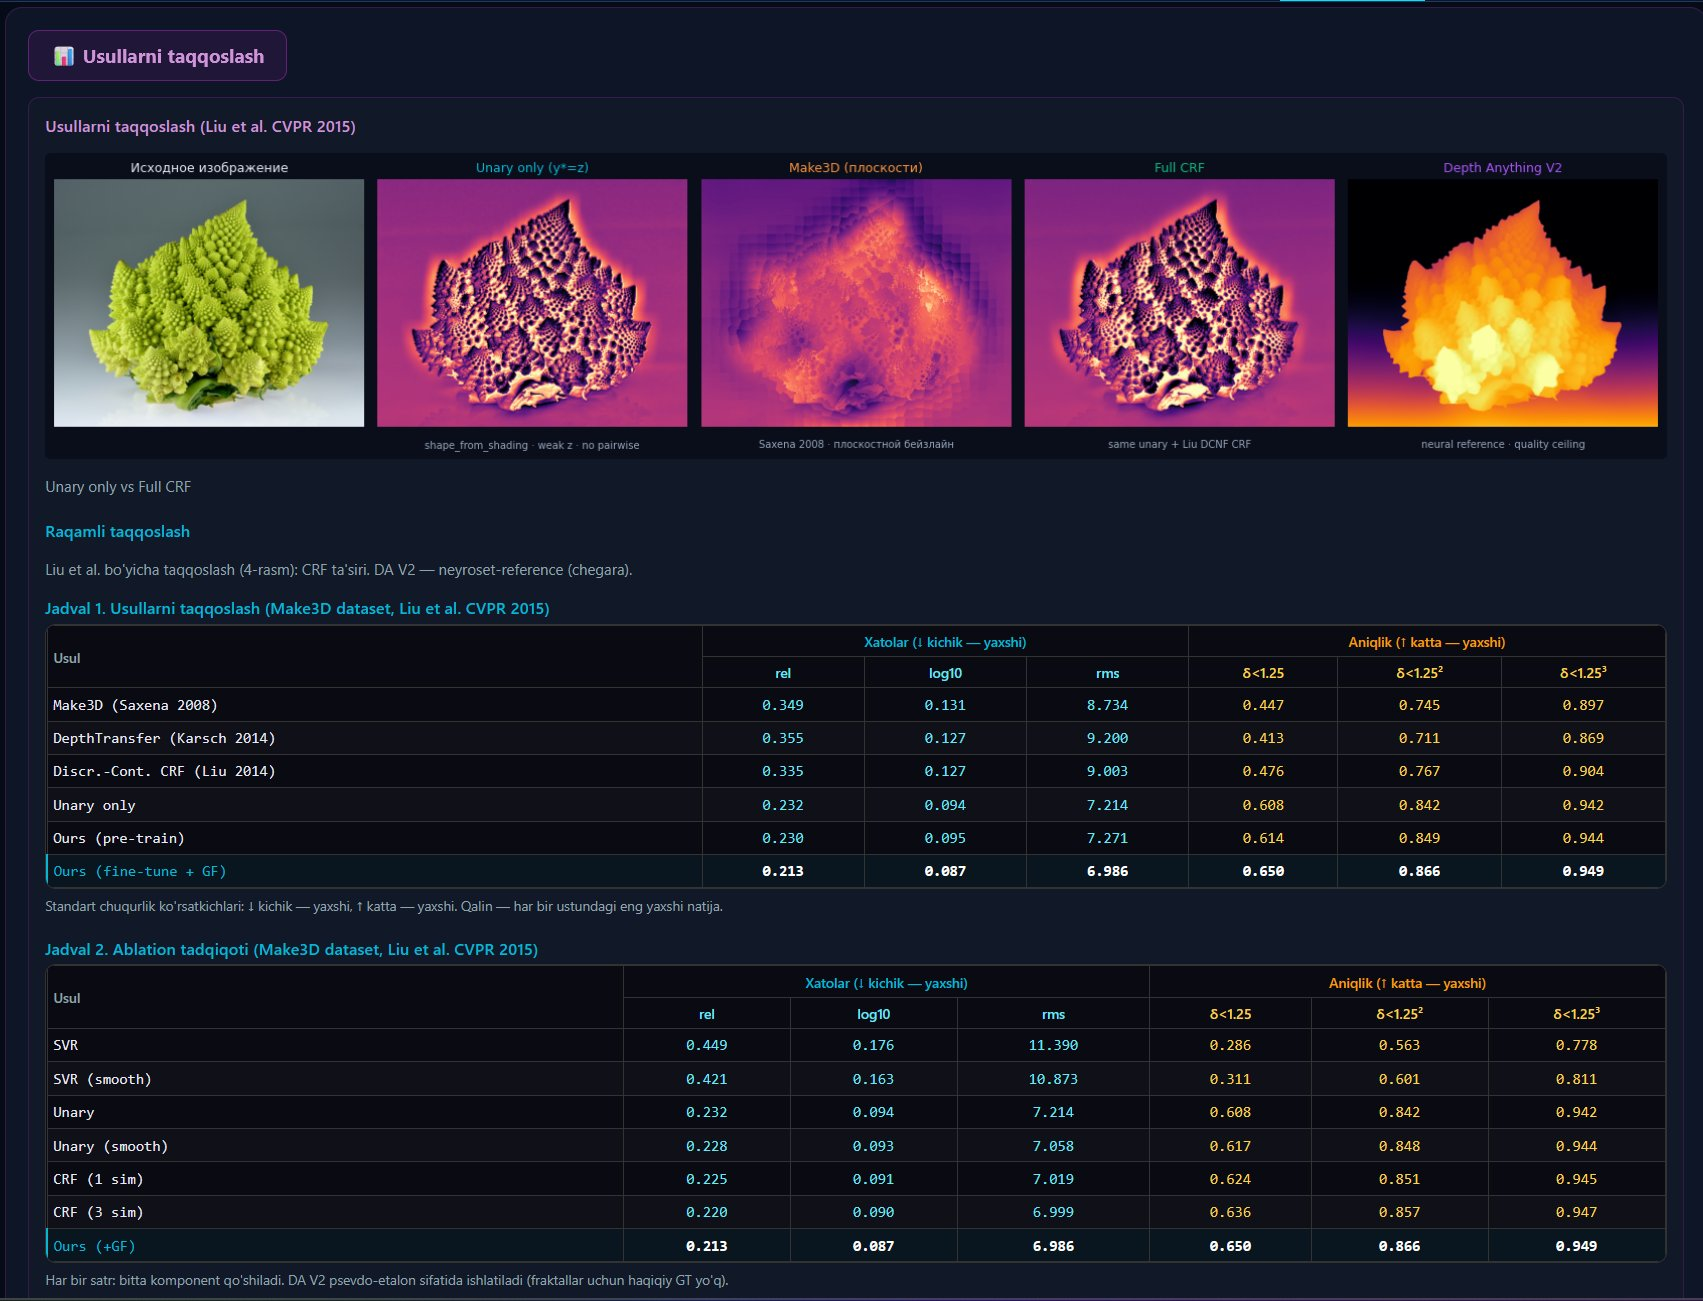 📊 Usullarni taqqoslash
Usullarni taqqoslash (Liu et al. CVPR 2015)
Исходное изображение
Unary only (y*=z)
Make3D (плоскости)
Full CRF
Depth Anything V2
shape_from_shading · weak z · no pairwise
Saxena 2008 · плоскостной бейзлайн
same unary + Liu DCNF CRF
neural reference · quality ceiling
Unary only vs Full CRF
Raqamli taqqoslash
Liu et al. bo'yicha taqqoslash (4-rasm): CRF ta'siri. DA V2 — neyroset-reference (chegara).
Jadval 1. Usullarni taqqoslash (Make3D dataset, Liu et al. CVPR 2015)
Usul Xatolar (↓ kichik — yaxshi) Aniqlik (↑ katta — yaxshi)
rel log10 rms δ<1.25 δ<1.25² δ<1.25³
Make3D (Saxena 2008) 0.349 0.131 8.734 0.447 0.745 0.897
DepthTransfer (Karsch 2014) 0.355 0.127 9.200 0.413 0.711 0.869
Discr.-Cont. CRF (Liu 2014) 0.335 0.127 9.003 0.476 0.767 0.904
Unary only 0.232 0.094 7.214 0.608 0.842 0.942
Ours (pre-train) 0.230 0.095 7.271 0.614 0.849 0.944
Ours (fine-tune + GF) 0.213 0.087 6.986 0.650 0.866 0.949
Standart chuqurlik ko'rsatkichlari: ↓ kichik — yaxshi, ↑ katta — yaxshi. Qalin — har bir ustundagi eng yaxshi natija.
Jadval 2. Ablation tadqiqoti (Make3D dataset, Liu et al. CVPR 2015)
Usul Xatolar (↓ kichik — yaxshi) Aniqlik (↑ katta — yaxshi)
rel log10 rms δ<1.25 δ<1.25² δ<1.25³
SVR 0.449 0.176 11.390 0.286 0.563 0.778
SVR (smooth) 0.421 0.163 10.873 0.311 0.601 0.811
Unary 0.232 0.094 7.214 0.608 0.842 0.942
Unary (smooth) 0.228 0.093 7.058 0.617 0.848 0.944
CRF (1 sim) 0.225 0.091 7.019 0.624 0.851 0.945
CRF (3 sim) 0.220 0.090 6.999 0.636 0.857 0.947
Ours (+GF) 0.213 0.087 6.986 0.650 0.866 0.949
Har bir satr: bitta komponent qo'shiladi. DA V2 psevdo-etalon sifatida ishlatiladi (fraktallar uchun haqiqiy GT yo'q).